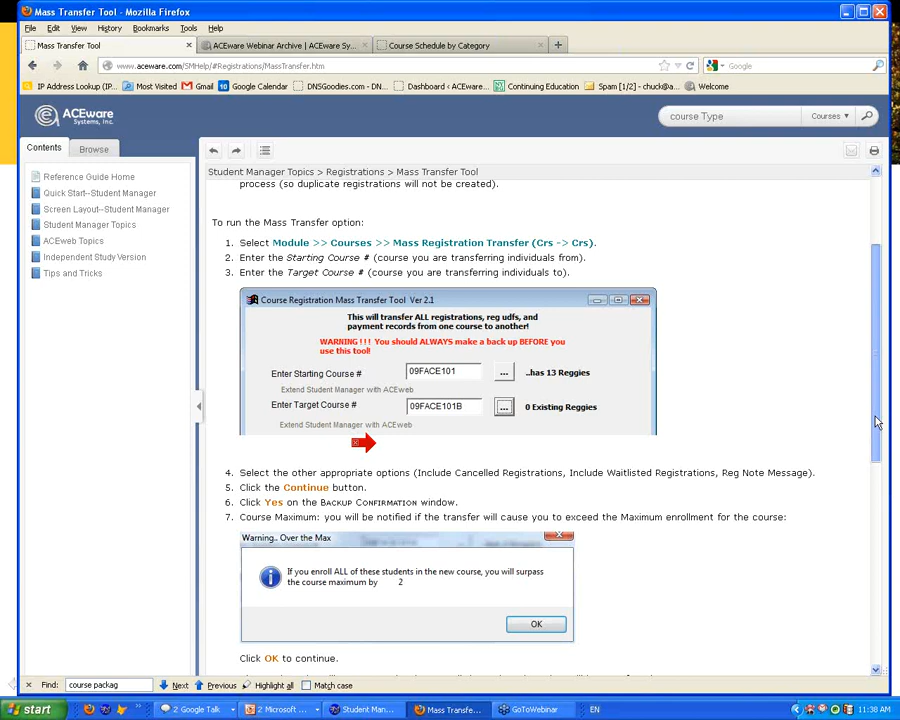 Mass Transfer Tool - Mozilla Firefox
File Edit View History Bookmarks Tools Help
Mass Transfer Tool
ACEware Webinar Archive | ACEware Sy...
Course Schedule by Category
www.aceware.com/SMHelp/#Registrations/MassTransfer.htm
Google
IP Address Lookup (IP... Most Visited Gmail 10 Google Calendar DNSGoodies.com - DN... Dashboard ‹ ACEware... Continuing Education Spam [1/2] - chuck@a... Welcome
ACEware
Systems, Inc.
course Type
Courses
Contents Browse
Reference Guide Home
Quick Start--Student Manager
Screen Layout--Student Manager
Student Manager Topics
ACEweb Topics
Independent Study Version
Tips and Tricks
Student Manager Topics > Registrations > Mass Transfer Tool
process (so duplicate registrations will not be created).
To run the Mass Transfer option:
1. Select Module >> Courses >> Mass Registration Transfer (Crs -> Crs).
2. Enter the Starting Course # (course you are transferring individuals from).
3. Enter the Target Course # (course you are transferring individuals to).
Course Registration Mass Transfer Tool Ver 2.1
This will transfer ALL registrations, reg udfs, and
payment records from one course to another!
WARNING !!! You should ALWAYS make a back up BEFORE you
use this tool!
Enter Starting Course # 09FACE101 ... ..has 13 Reggies
Extend Student Manager with ACEweb
Enter Target Course # 09FACE101B ... 0 Existing Reggies
Extend Student Manager with ACEweb
4. Select the other appropriate options (Include Cancelled Registrations, Include Waitlisted Registrations, Reg Note Message).
5. Click the Continue button.
6. Click Yes on the Backup Confirmation window.
7. Course Maximum: you will be notified if the transfer will cause you to exceed the Maximum enrollment for the course:
Warning.. Over the Max
If you enroll ALL of these students in the new course, you will surpass
the course maximum by 2
OK
Click OK to continue.
Find: course packag Next Previous Highlight all Match case
start 2 Google Talk 2 Microsoft ... Student Man... Mass Transfe... GoToWebinar EN 11:38 AM